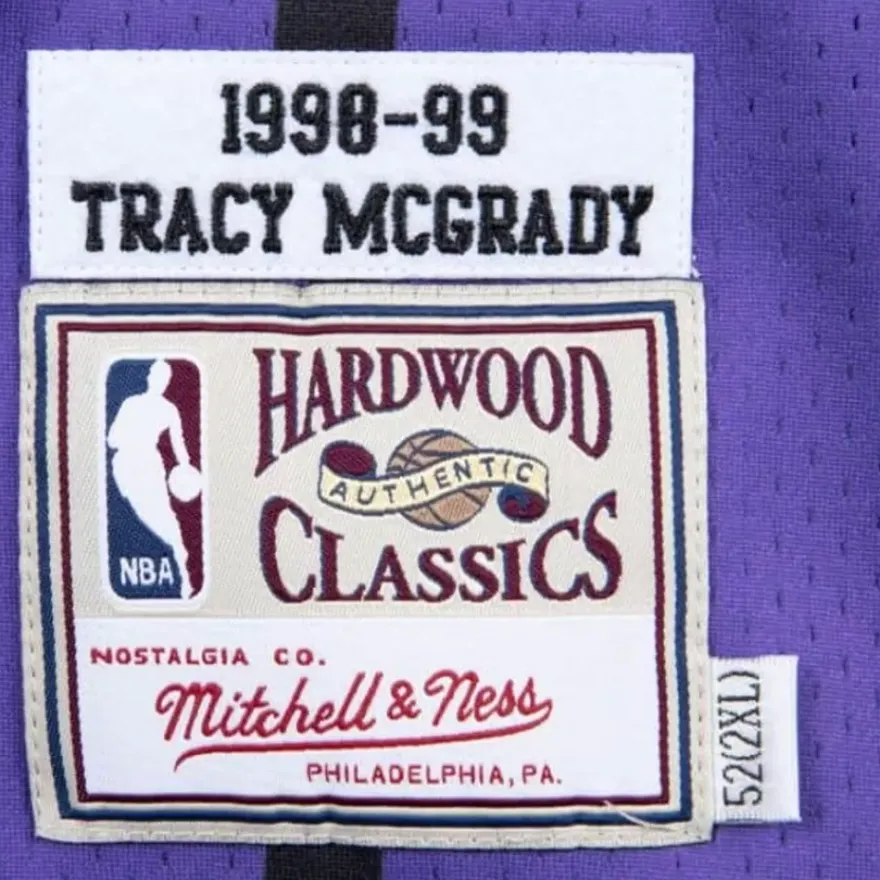 1998-99
TRACY MCGRADY
NBA
HARDWOOD
AUTHENTIC
CLASSICS
NOSTALGIA CO.
Mitchell & Ness
PHILADELPHIA, PA.
52(2XL)